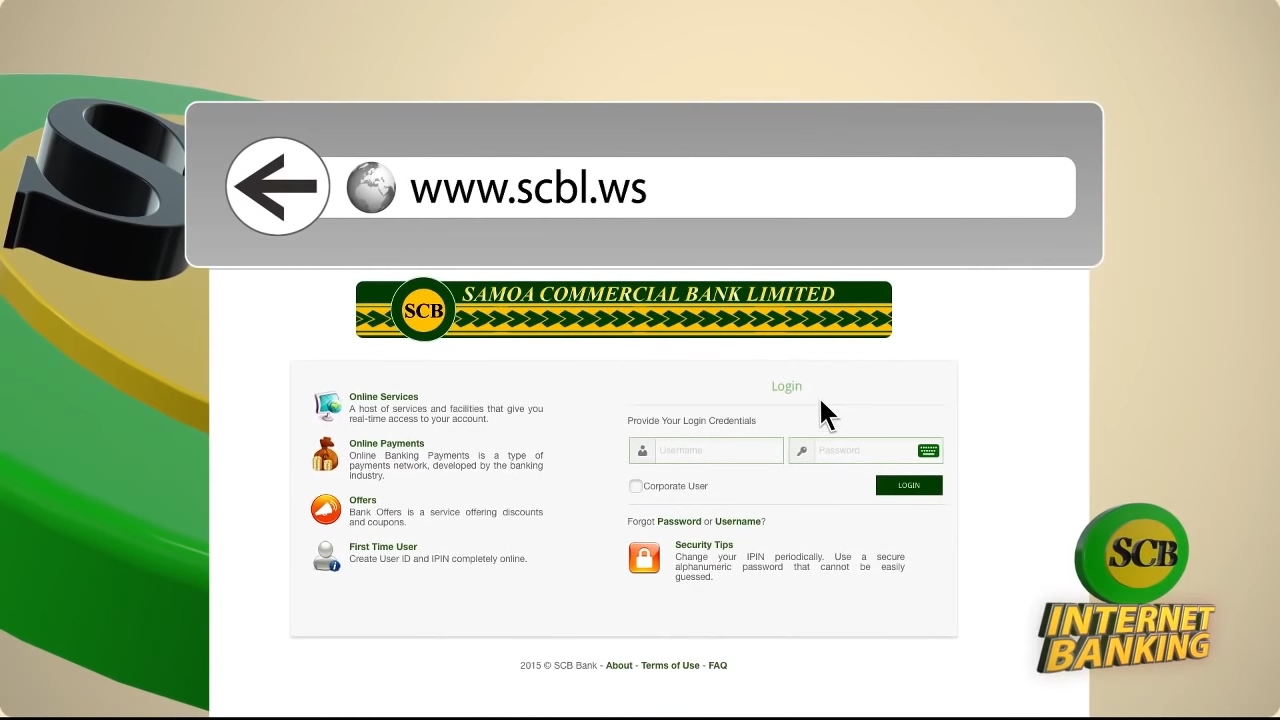 S
www.scbl.ws
SCB
SAMOA COMMERCIAL BANK LIMITED
Online Services
A host of services and facilities that give you
real-time access to your account.
Online Payments
Online Banking Payments is a type of
payments network, developed by the banking
industry.
Offers
Bank Offers is a service offering discounts
and coupons.
First Time User
Create User ID and IPIN completely online.
Login
Provide Your Login Credentials
Username Password
Corporate User LOGIN
Forgot Password or Username?
Security Tips
Change your IPIN periodically. Use a secure
alphanumeric password that cannot be easily
guessed.
2015 © SCB Bank - About - Terms of Use - FAQ
SCB
INTERNET
BANKING